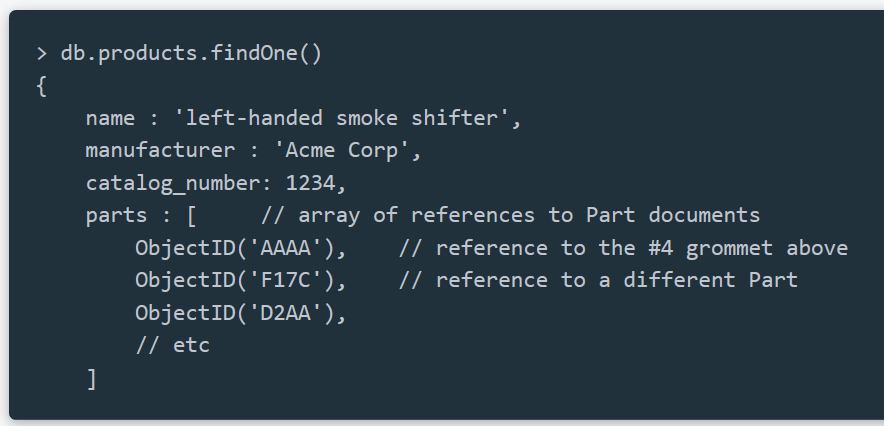 > db.products.findOne()
{
    name : 'left-handed smoke shifter',
    manufacturer : 'Acme Corp',
    catalog_number: 1234,
    parts : [     // array of references to Part documents
        ObjectID('AAAA'),    // reference to the #4 grommet above
        ObjectID('F17C'),    // reference to a different Part
        ObjectID('D2AA'),
        // etc
    ]